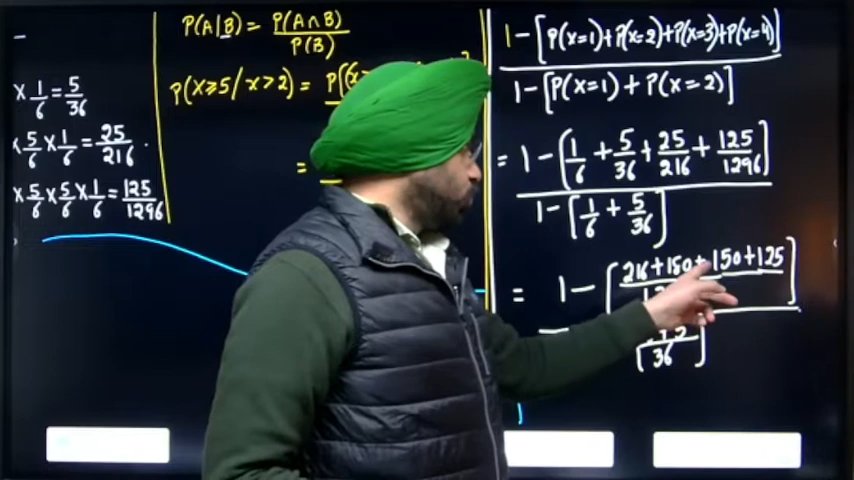 × 1/6 = 5/36
× 5/6 × 1/6 = 25/216 .
× 5/6 × 5/6 × 1/6 = 125/1296
P(A|B) = P(A∩B)/P(B)
P(X≥5/X>2) = P[(X
=
1-[P(X=1)+P(X=2)+P(X=3)+P(X=4)]
1-[P(X=1)+P(X=2)]
= 1-[1/6 + 5/36 + 25/216 + 125/1296]
1-[1/6 + 5/36]
= 1-[216+150+150+125
36]